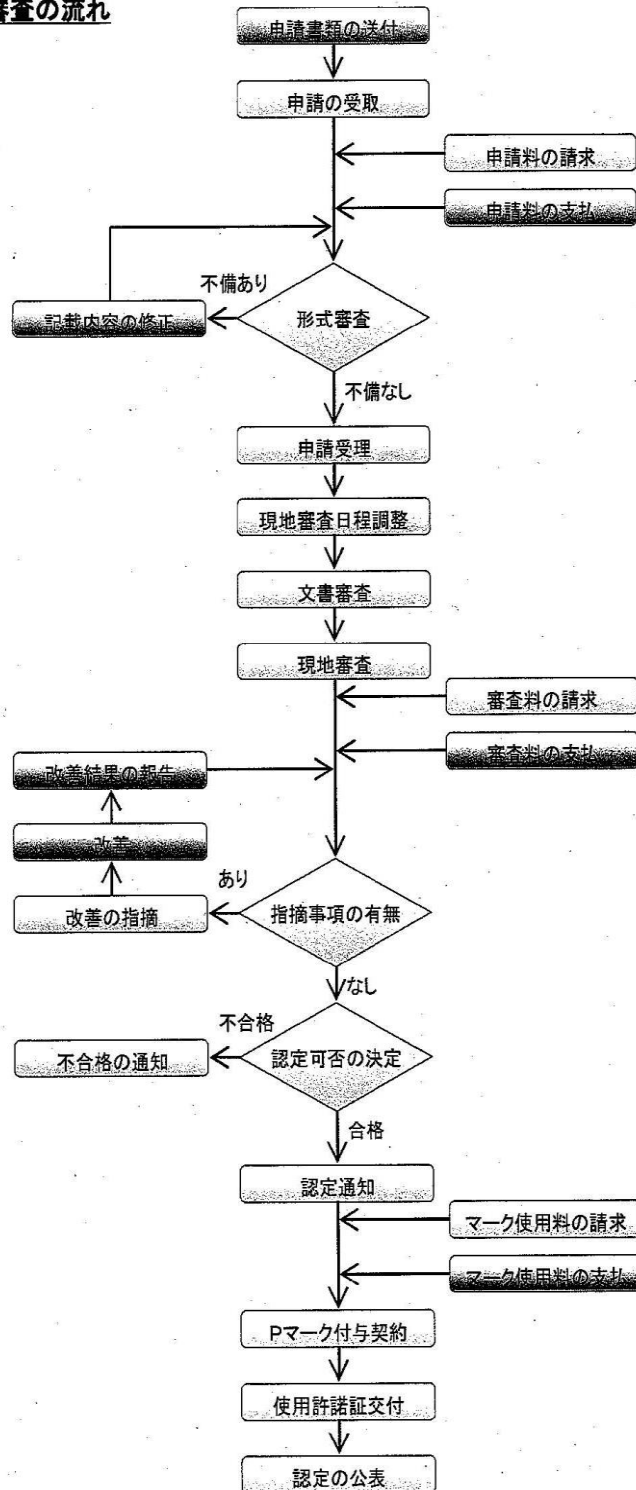 審査の流れ
申請書類の送付
申請の受取
申請料の請求
申請料の支払
不備あり
記載内容の修正
形式審査
不備なし
申請受理
現地審査日程調整
文書審査
現地審査
審査料の請求
審査料の支払
改善結果の報告
改善
あり
改善の指摘
指摘事項の有無
なし
不合格
不合格の通知
認定可否の決定
合格
認定通知
マーク使用料の請求
マーク使用料の支払
Pマーク付与契約
使用許諾証交付
認定の公表